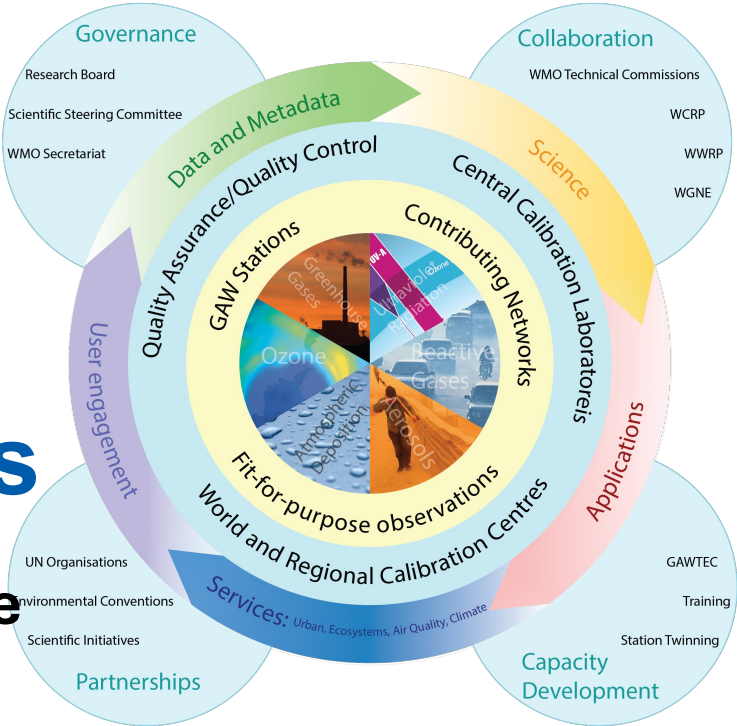 Governance
Research Board
Scientific Steering Committee
WMO Secretariat
Collaboration
WMO Technical Commissions
WCRP
WWRP
WGNE
Data and Metadata
Science
Applications
Services: Urban, Ecosystems, Air Quality, Climate
User engagement
Quality Assurance/Quality Control
Central Calibration Laboratoreis
World and Regional Calibration Centres
GAW Stations
Contributing Networks
Fit-for-purpose observations
Greenhouse
Gases
UV-A
Ozone
Ultraviolet
Radiation
Ozone
Reactive
Gases
Atmospheric
Deposition
Aerosols
s
e
UN Organisations
Environmental Conventions
Scientific Initiatives
Partnerships
GAWTEC
Training
Station Twinning
Capacity
Development